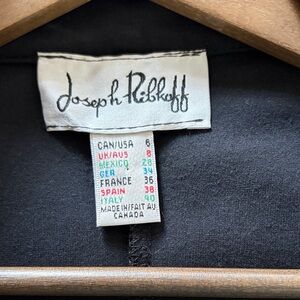 Joseph Ribkoff
CAN/USA 6
UK/AUS 8
MEXICO 28
GER 34
FRANCE 36
SPAIN 38
ITALY 40
MADE IN/FAIT AU
CANADA